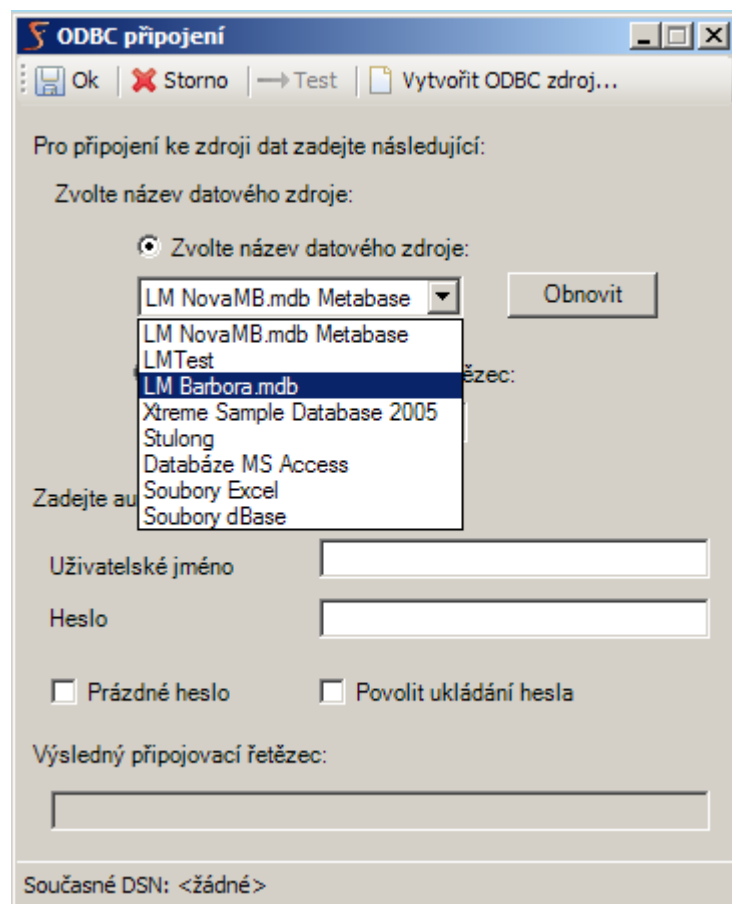 ODBC připojení
Ok Storno Test Vytvořit ODBC zdroj...
Pro připojení ke zdroji dat zadejte následující:
Zvolte název datového zdroje:
Zvolte název datového zdroje:
LM NovaMB.mdb Metabase Obnovit
LM NovaMB.mdb Metabase
LMTest
LM Barbora.mdb
Xtreme Sample Database 2005
Stulong
Databáze MS Access
Soubory Excel
Soubory dBase
Zadejte
Uživatelské jméno
Heslo
Prázdné heslo Povolit ukládání hesla
Výsledný připojovací řetězec:
Současné DSN: <žádné>